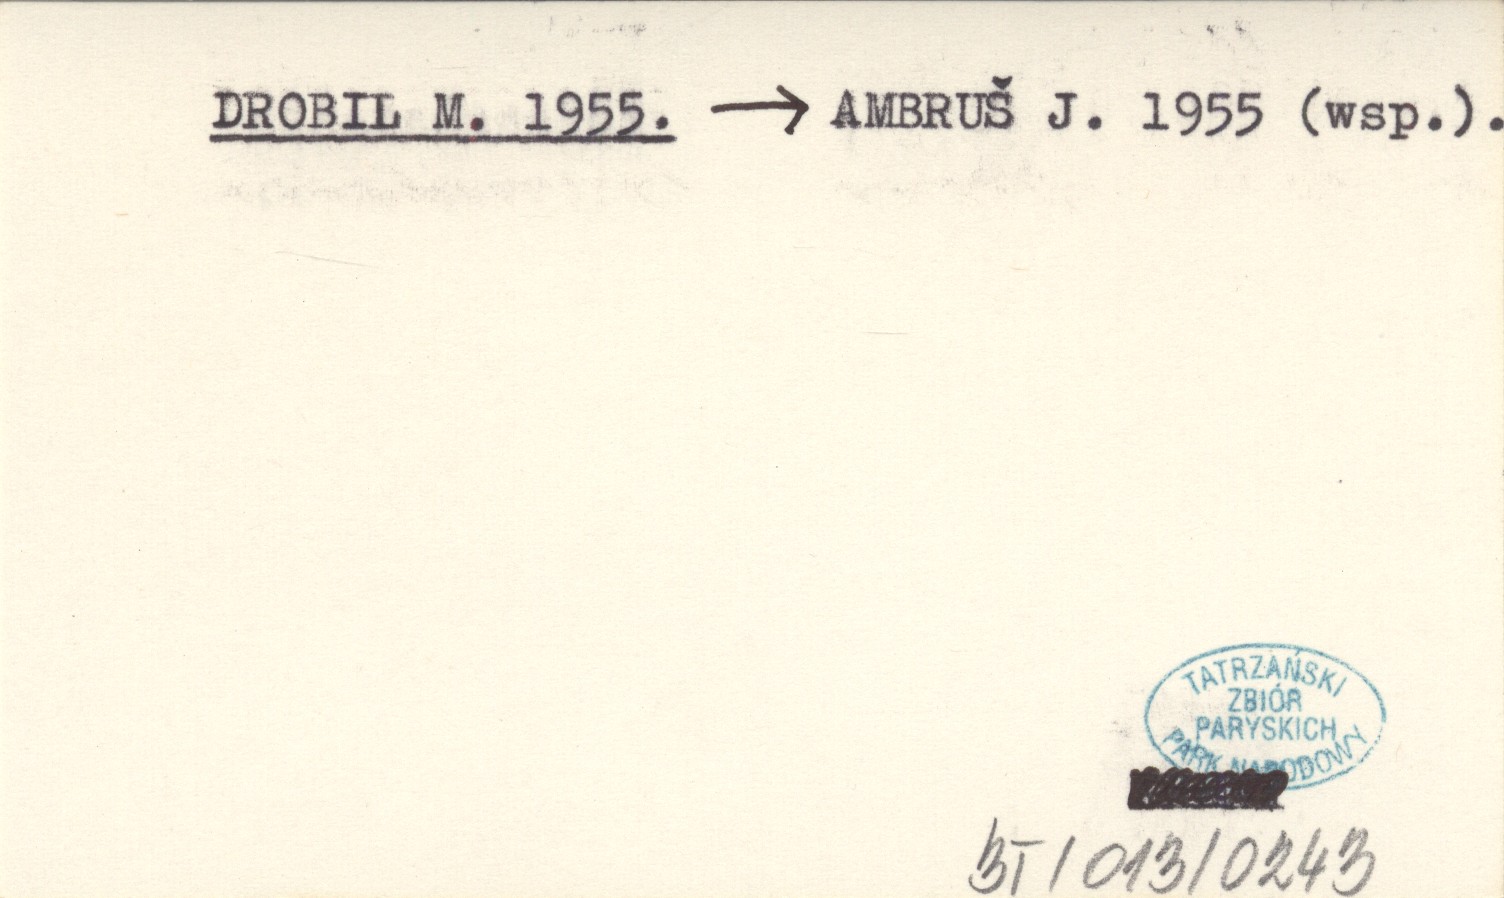 DROBIL M. 1955. → AMBRUŠ J. 1955 (wsp.).
TATRZAŃSKI
ZBIÓR
PARYSKICH
PARK NARODOWY
BT/013/0243